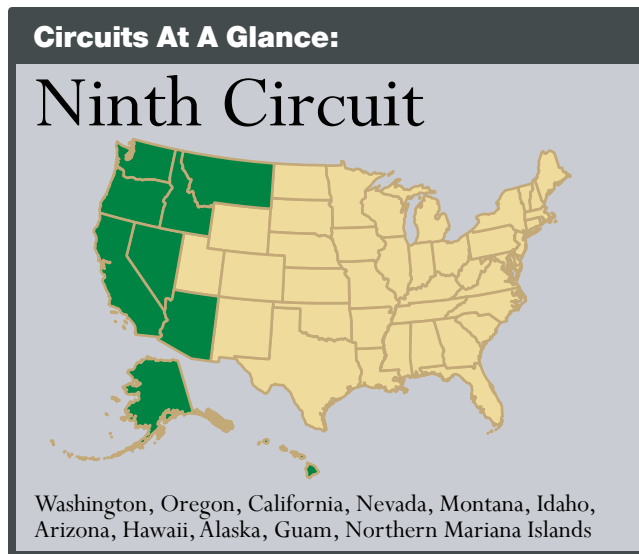 Circuits At A Glance:
Ninth Circuit
Washington, Oregon, California, Nevada, Montana, Idaho,
Arizona, Hawaii, Alaska, Guam, Northern Mariana Islands